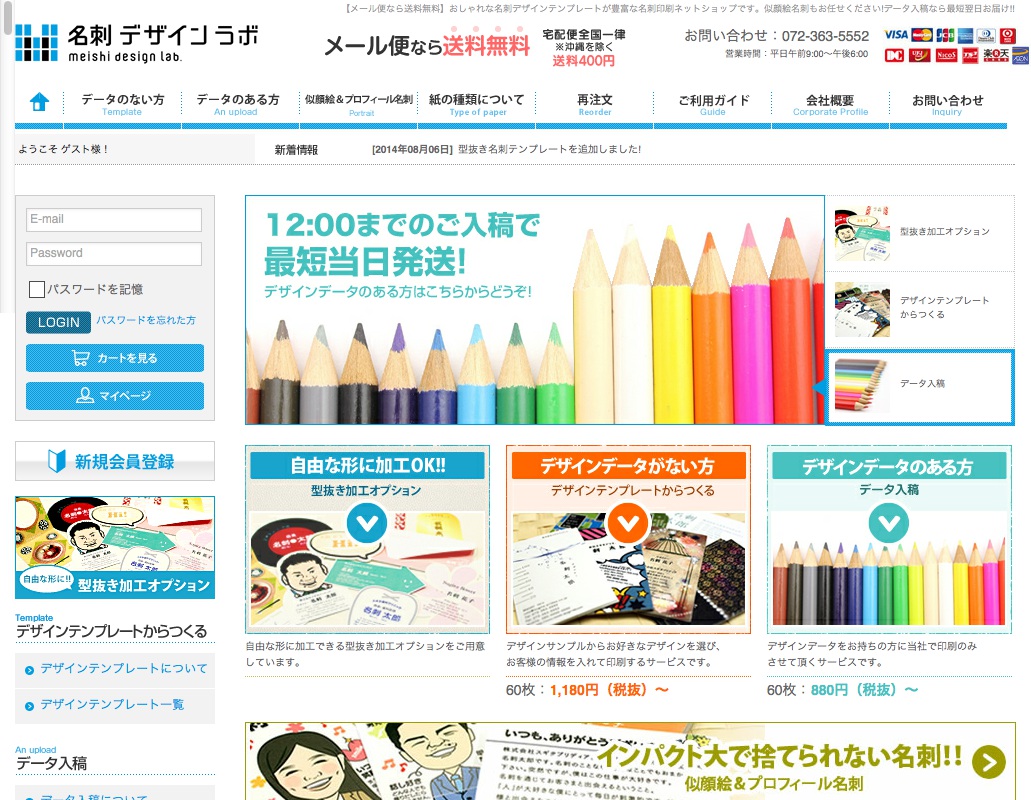 【メール便なら送料無料】おしゃれな名刺デザインテンプレートが豊富な名刺印刷ネットショップです。似顔絵名刺もお任せください!データ入稿なら最短翌日お届け!!
名刺 デザイン ラボ
meishi design lab.
メール便なら送料無料
宅配便全国一律
※沖縄を除く
送料400円
お問い合わせ：072-363-5552
営業時間：平日午前9:00〜午後6:00
VISA
データのない方
Template
データのある方
An upload
似顔絵＆プロフィール名刺
Portrait
紙の種類について
Type of paper
再注文
Reorder
ご利用ガイド
Guide
会社概要
Corporate Profile
お問い合わせ
Inquiry
ようこそ ゲスト様！
新着情報
[2014年08月06日] 型抜き名刺テンプレートを追加しました!
E-mail
Password
パスワードを記憶
LOGIN
パスワードを忘れた方
カートを見る
マイページ
新規会員登録
12:00までのご入稿で
最短当日発送!
デザインデータのある方はこちらからどうぞ!
型抜き加工オプション
デザインテンプレート
からつくる
データ入稿
自由な形に!!
型抜き加工オプション
Template
デザインテンプレートからつくる
デザインテンプレートについて
デザインテンプレート一覧
An upload
データ入稿
データ入稿について
自由な形に加工OK!!
型抜き加工オプション
名刺 太郎
自由な形に加工できる型抜き加工オプションをご用意
しています。
デザインデータがない方
デザインテンプレートからつくる
デザインサンプルからお好きなデザインを選び、
お客様の情報を入れて印刷するサービスです。
60枚：1,180円（税抜）〜
デザインデータのある方
データ入稿
デザインデータをお持ちの方に当社で印刷のみ
させて頂くサービスです。
60枚：880円（税抜）〜
いつも、ありがとう
インパクト大で捨てられない名刺!!
似顔絵＆プロフィール名刺